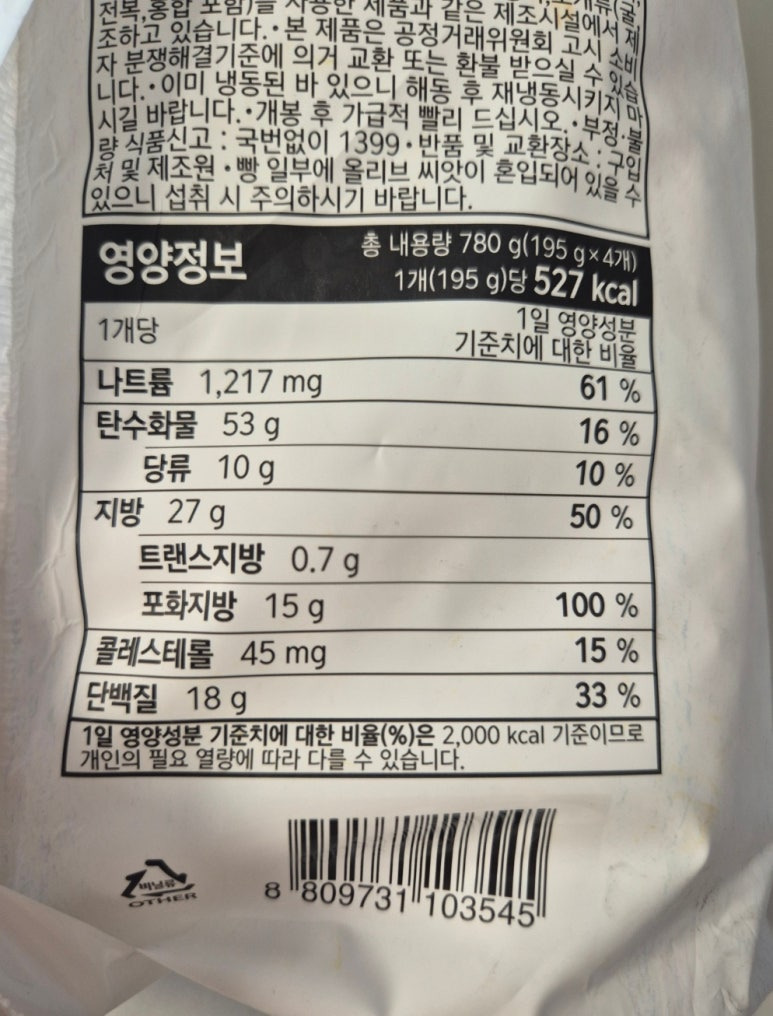 전복, 홍합 포함)을 사용한 제품과 같은 제조시설에서 제
조하고 있습니다.·본 제품은 공정거래위원회 고시 소비
자 분쟁해결기준에 의거 교환 또는 환불 받으실 수 있습
니다.·이미 냉동된 바 있으니 해동 후 재냉동시키지 마
시길 바랍니다.·개봉 후 가급적 빨리 드십시오.·부정·불
량 식품신고 : 국번없이 1399·반품 및 교환장소 : 구입
처 및 제조원·빵 일부에 올리브 씨앗이 혼입되어 있을 수
있으니 섭취 시 주의하시기 바랍니다.
영양정보
총 내용량 780 g(195 g×4개)
1개(195 g)당 527 kcal
1개당
1일 영양성분
기준치에 대한 비율
나트륨 1,217 mg 61 %
탄수화물 53 g 16 %
당류 10 g 10 %
지방 27 g 50 %
트랜스지방 0.7 g
포화지방 15 g 100 %
콜레스테롤 45 mg 15 %
단백질 18 g 33 %
1일 영양성분 기준치에 대한 비율(%)은 2,000 kcal 기준이므로
개인의 필요 열량에 따라 다를 수 있습니다.
비닐류
OTHER
8 809731 103545